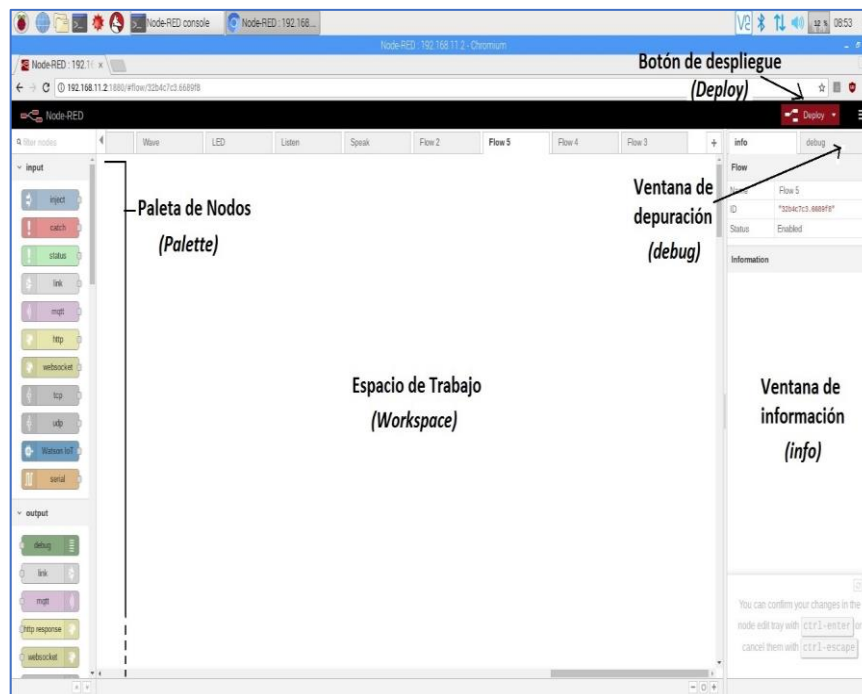 Node-RED console
Node-RED : 192.168...
12 %
08:53
Node-RED : 192.168.11.2 - Chromium
Node-RED : 192.1
Botón de despliegue
(Deploy)
192.168.11.2:1880/#flow/32b4c7c3.6689f8
Node-RED
Deploy
filter nodes
Wave
LED
Listen
Speak
Flow 2
Flow 5
Flow 4
Flow 3
+
info
debug
input
inject
catch
status
link
mqtt
http
websocket
tcp
udp
Watson IoT
serial
output
debug
link
mqtt
http response
websocket
Paleta de Nodos
(Palette)
Espacio de Trabajo
(Workspace)
Ventana de
depuración
(debug)
Flow
Name
Flow 5
ID
"32b4c7c3.6689f8"
Status
Enabled
Information
Ventana de
información
(info)
You can confirm your changes in the
node edit tray with ctrl-enter or
cancel them with ctrl-escape